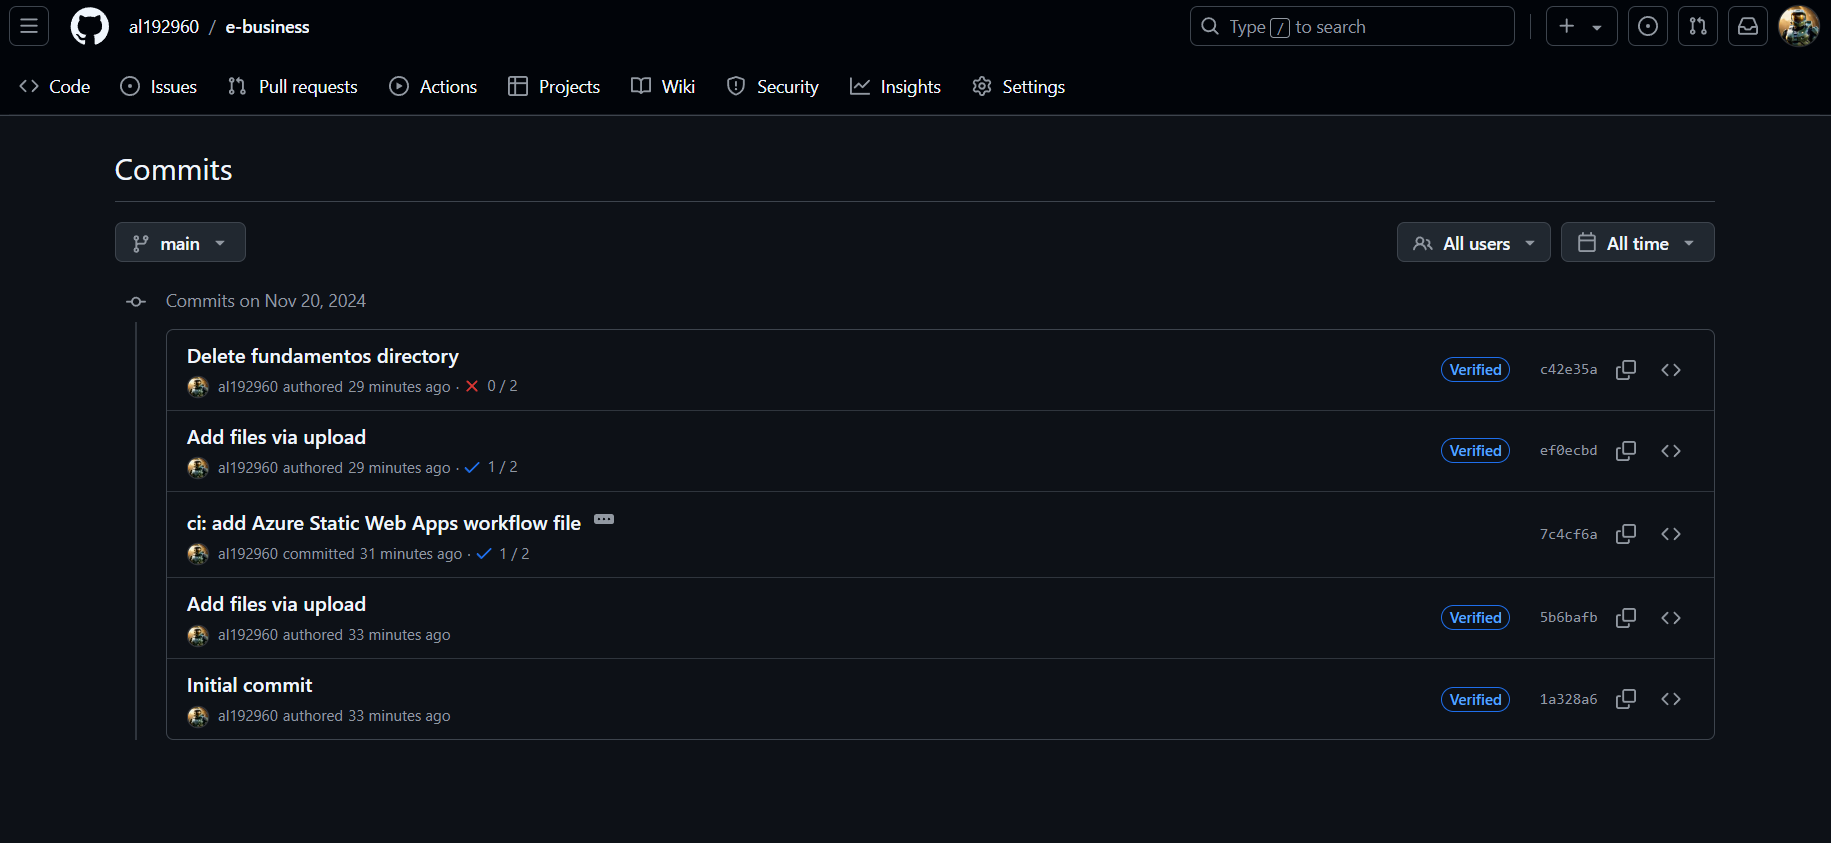 al192960 / e-business
Type / to search
Code Issues Pull requests Actions Projects Wiki Security Insights Settings
Commits
main All users All time
Commits on Nov 20, 2024
Delete fundamentos directory
al192960 authored 29 minutes ago · 0 / 2
Verified c42e35a
Add files via upload
al192960 authored 29 minutes ago · 1 / 2
Verified ef0ecbd
ci: add Azure Static Web Apps workflow file
al192960 committed 31 minutes ago · 1 / 2
7c4cf6a
Add files via upload
al192960 authored 33 minutes ago
Verified 5b6bafb
Initial commit
al192960 authored 33 minutes ago
Verified 1a328a6